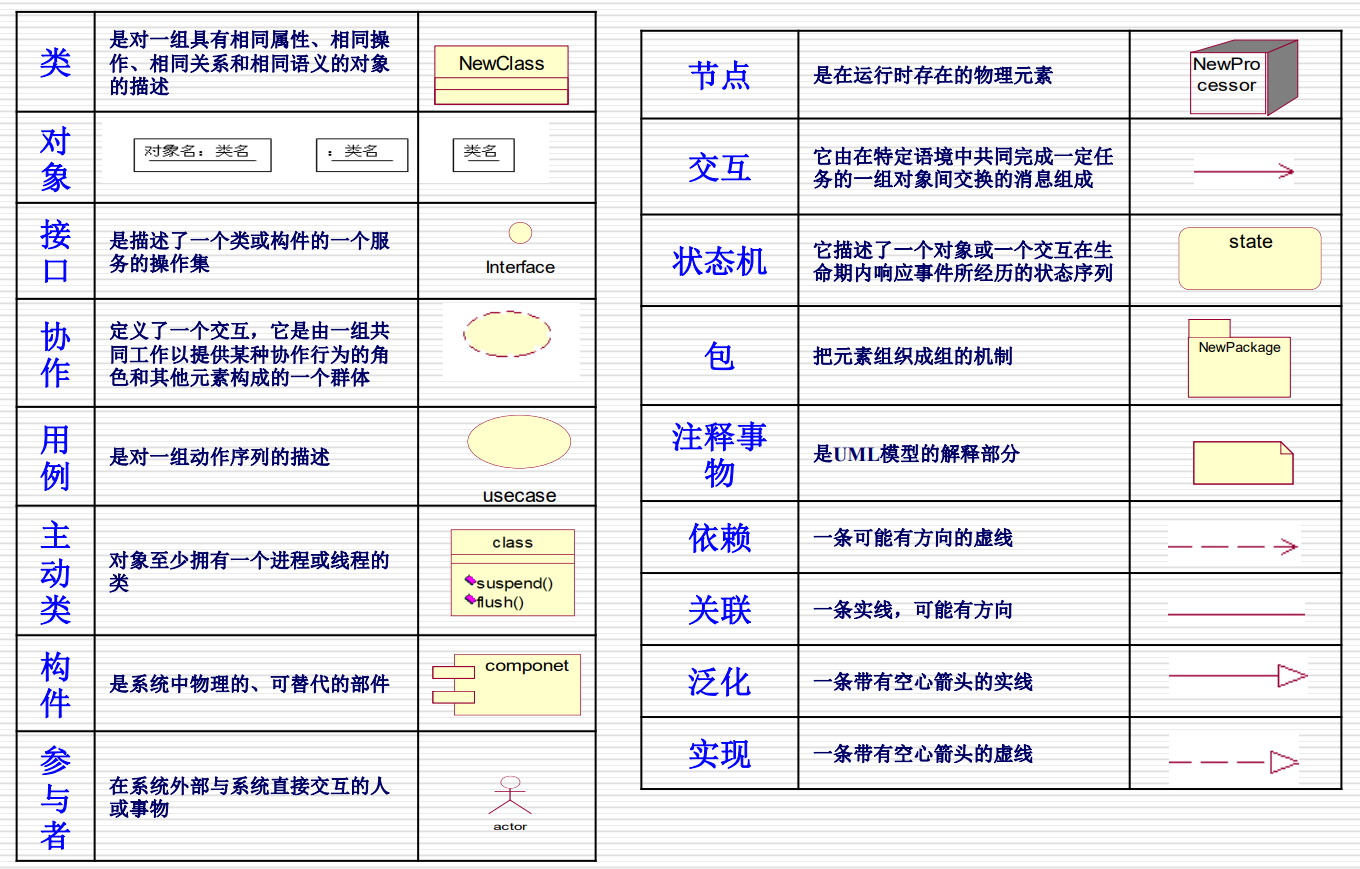 类
是对一组具有相同属性、相同操
作、相同关系和相同语义的对象
的描述
NewClass
对
象
对象名：类名
：类名
类名
接
口
是描述了一个类或构件的一个服
务的操作集
Interface
协
作
定义了一个交互，它是由一组共
同工作以提供某种协作行为的角
色和其他元素构成的一个群体
用
例
是对一组动作序列的描述
usecase
主
动
类
对象至少拥有一个进程或线程的
类
class
suspend()
flush()
构
件
是系统中物理的、可替代的部件
componet
参
与
者
在系统外部与系统直接交互的人
或事物
actor
节点
是在运行时存在的物理元素
NewPro
cessor
交互
它由在特定语境中共同完成一定任
务的一组对象间交换的消息组成
状态机
它描述了一个对象或一个交互在生
命期内响应事件所经历的状态序列
state
包
把元素组织成组的机制
NewPackage
注释事
物
是UML模型的解释部分
依赖
一条可能有方向的虚线
关联
一条实线，可能有方向
泛化
一条带有空心箭头的实线
实现
一条带有空心箭头的虚线